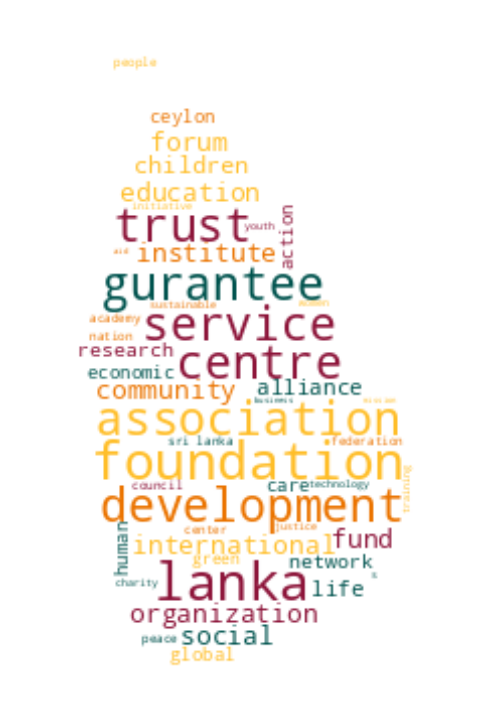 people
ceylon
forum
children
education
initiative
trust
youth
action
aid
institute
gurantee
sustainable
women
academy
service
nation
research
centre
economic
community
alliance
business
mission
association
sri lanka
federation
foundation
training
council
care
technology
development
center
justice
human
international
fund
green
network
s
charity
lanka
life
organization
peace
social
global